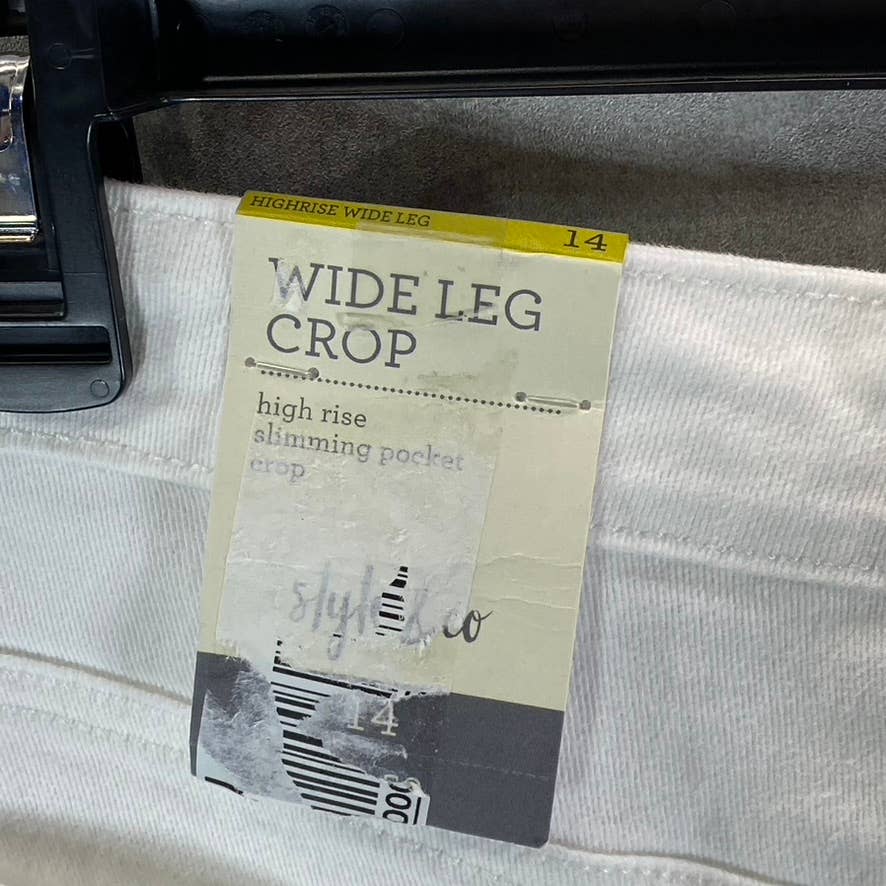 HIGHRISE WIDE LEG 14
WIDE LEG
CROP
high rise
slimming pocket
crop
style & co
14